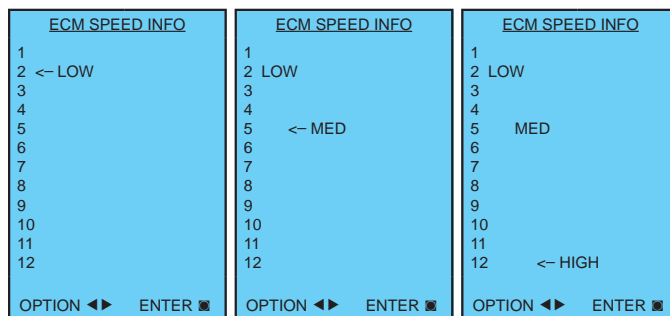 ECM SPEED INFO
1
2 <– LOW
3
4
5
6
7
8
9
10
11
12
OPTION ◀▶ ENTER ◙
ECM SPEED INFO
1
2 LOW
3
4
5 <– MED
6
7
8
9
10
11
12
OPTION ◀▶ ENTER ◙
ECM SPEED INFO
1
2 LOW
3
4
5 MED
6
7
8
9
10
11
12 <– HIGH
OPTION ◀▶ ENTER ◙